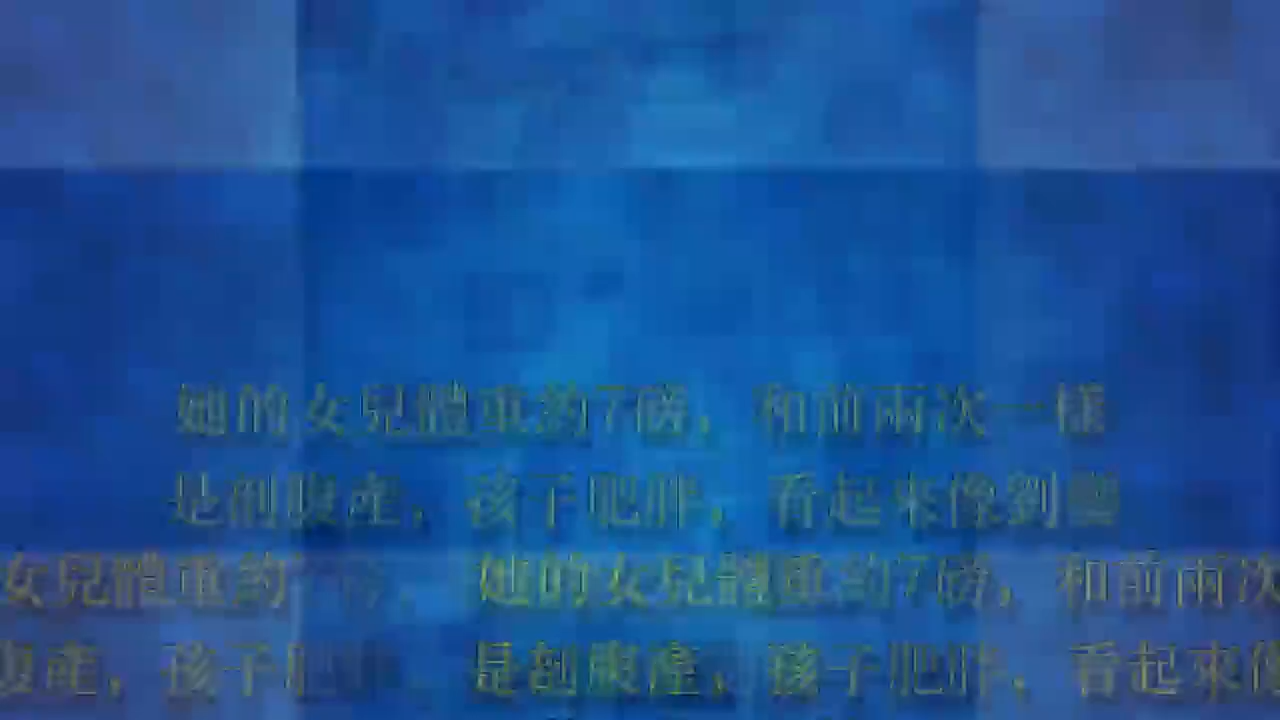 她的女兒體重約7磅，和前兩次一樣
是剖腹產，孩子肥胖，看起來像劉
女兒體重約 她的女兒體重約7磅，和前兩次
腹產，孩子肥 是剖腹產，孩子肥胖，看起來像